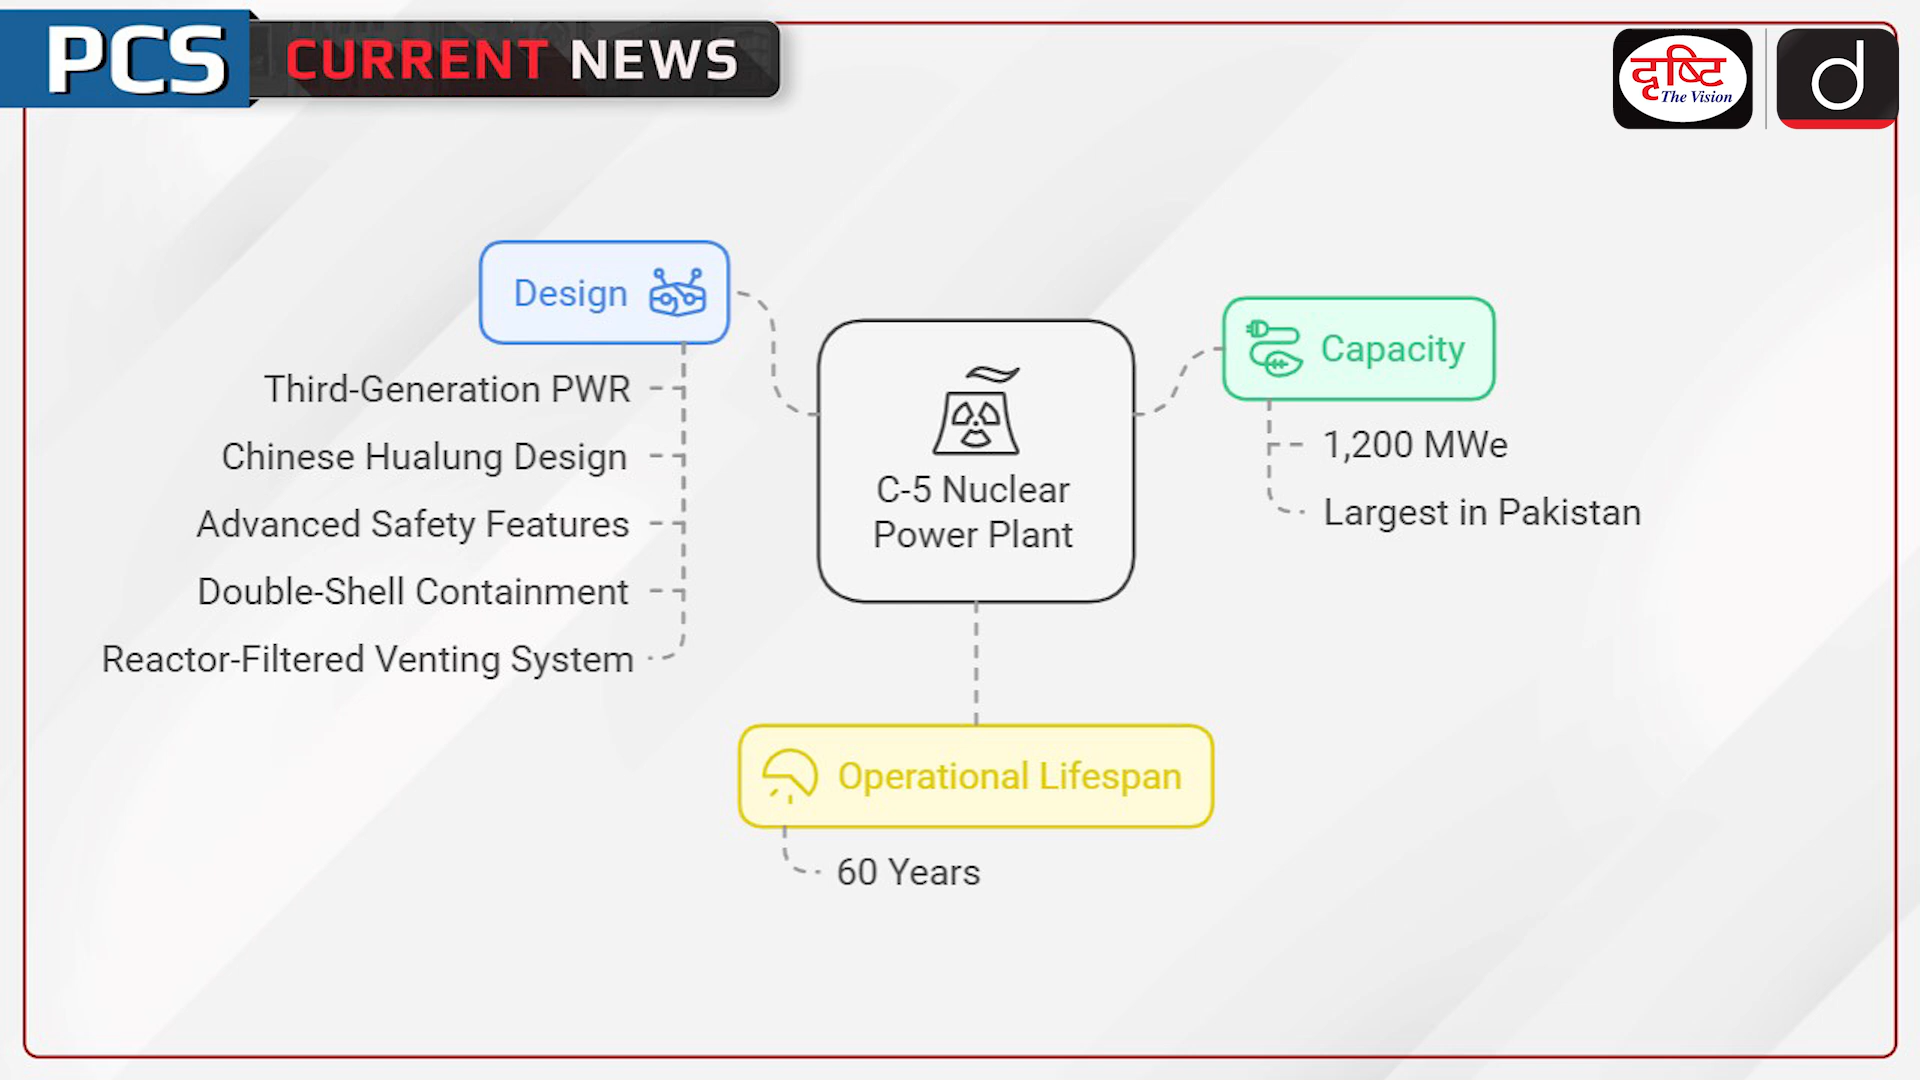 PCS CURRENT NEWS
दृष्टि
The Vision
d
Design
Third-Generation PWR
Chinese Hualung Design
Advanced Safety Features
Double-Shell Containment
Reactor-Filtered Venting System
C-5 Nuclear
Power Plant
Capacity
1,200 MWe
Largest in Pakistan
Operational Lifespan
60 Years